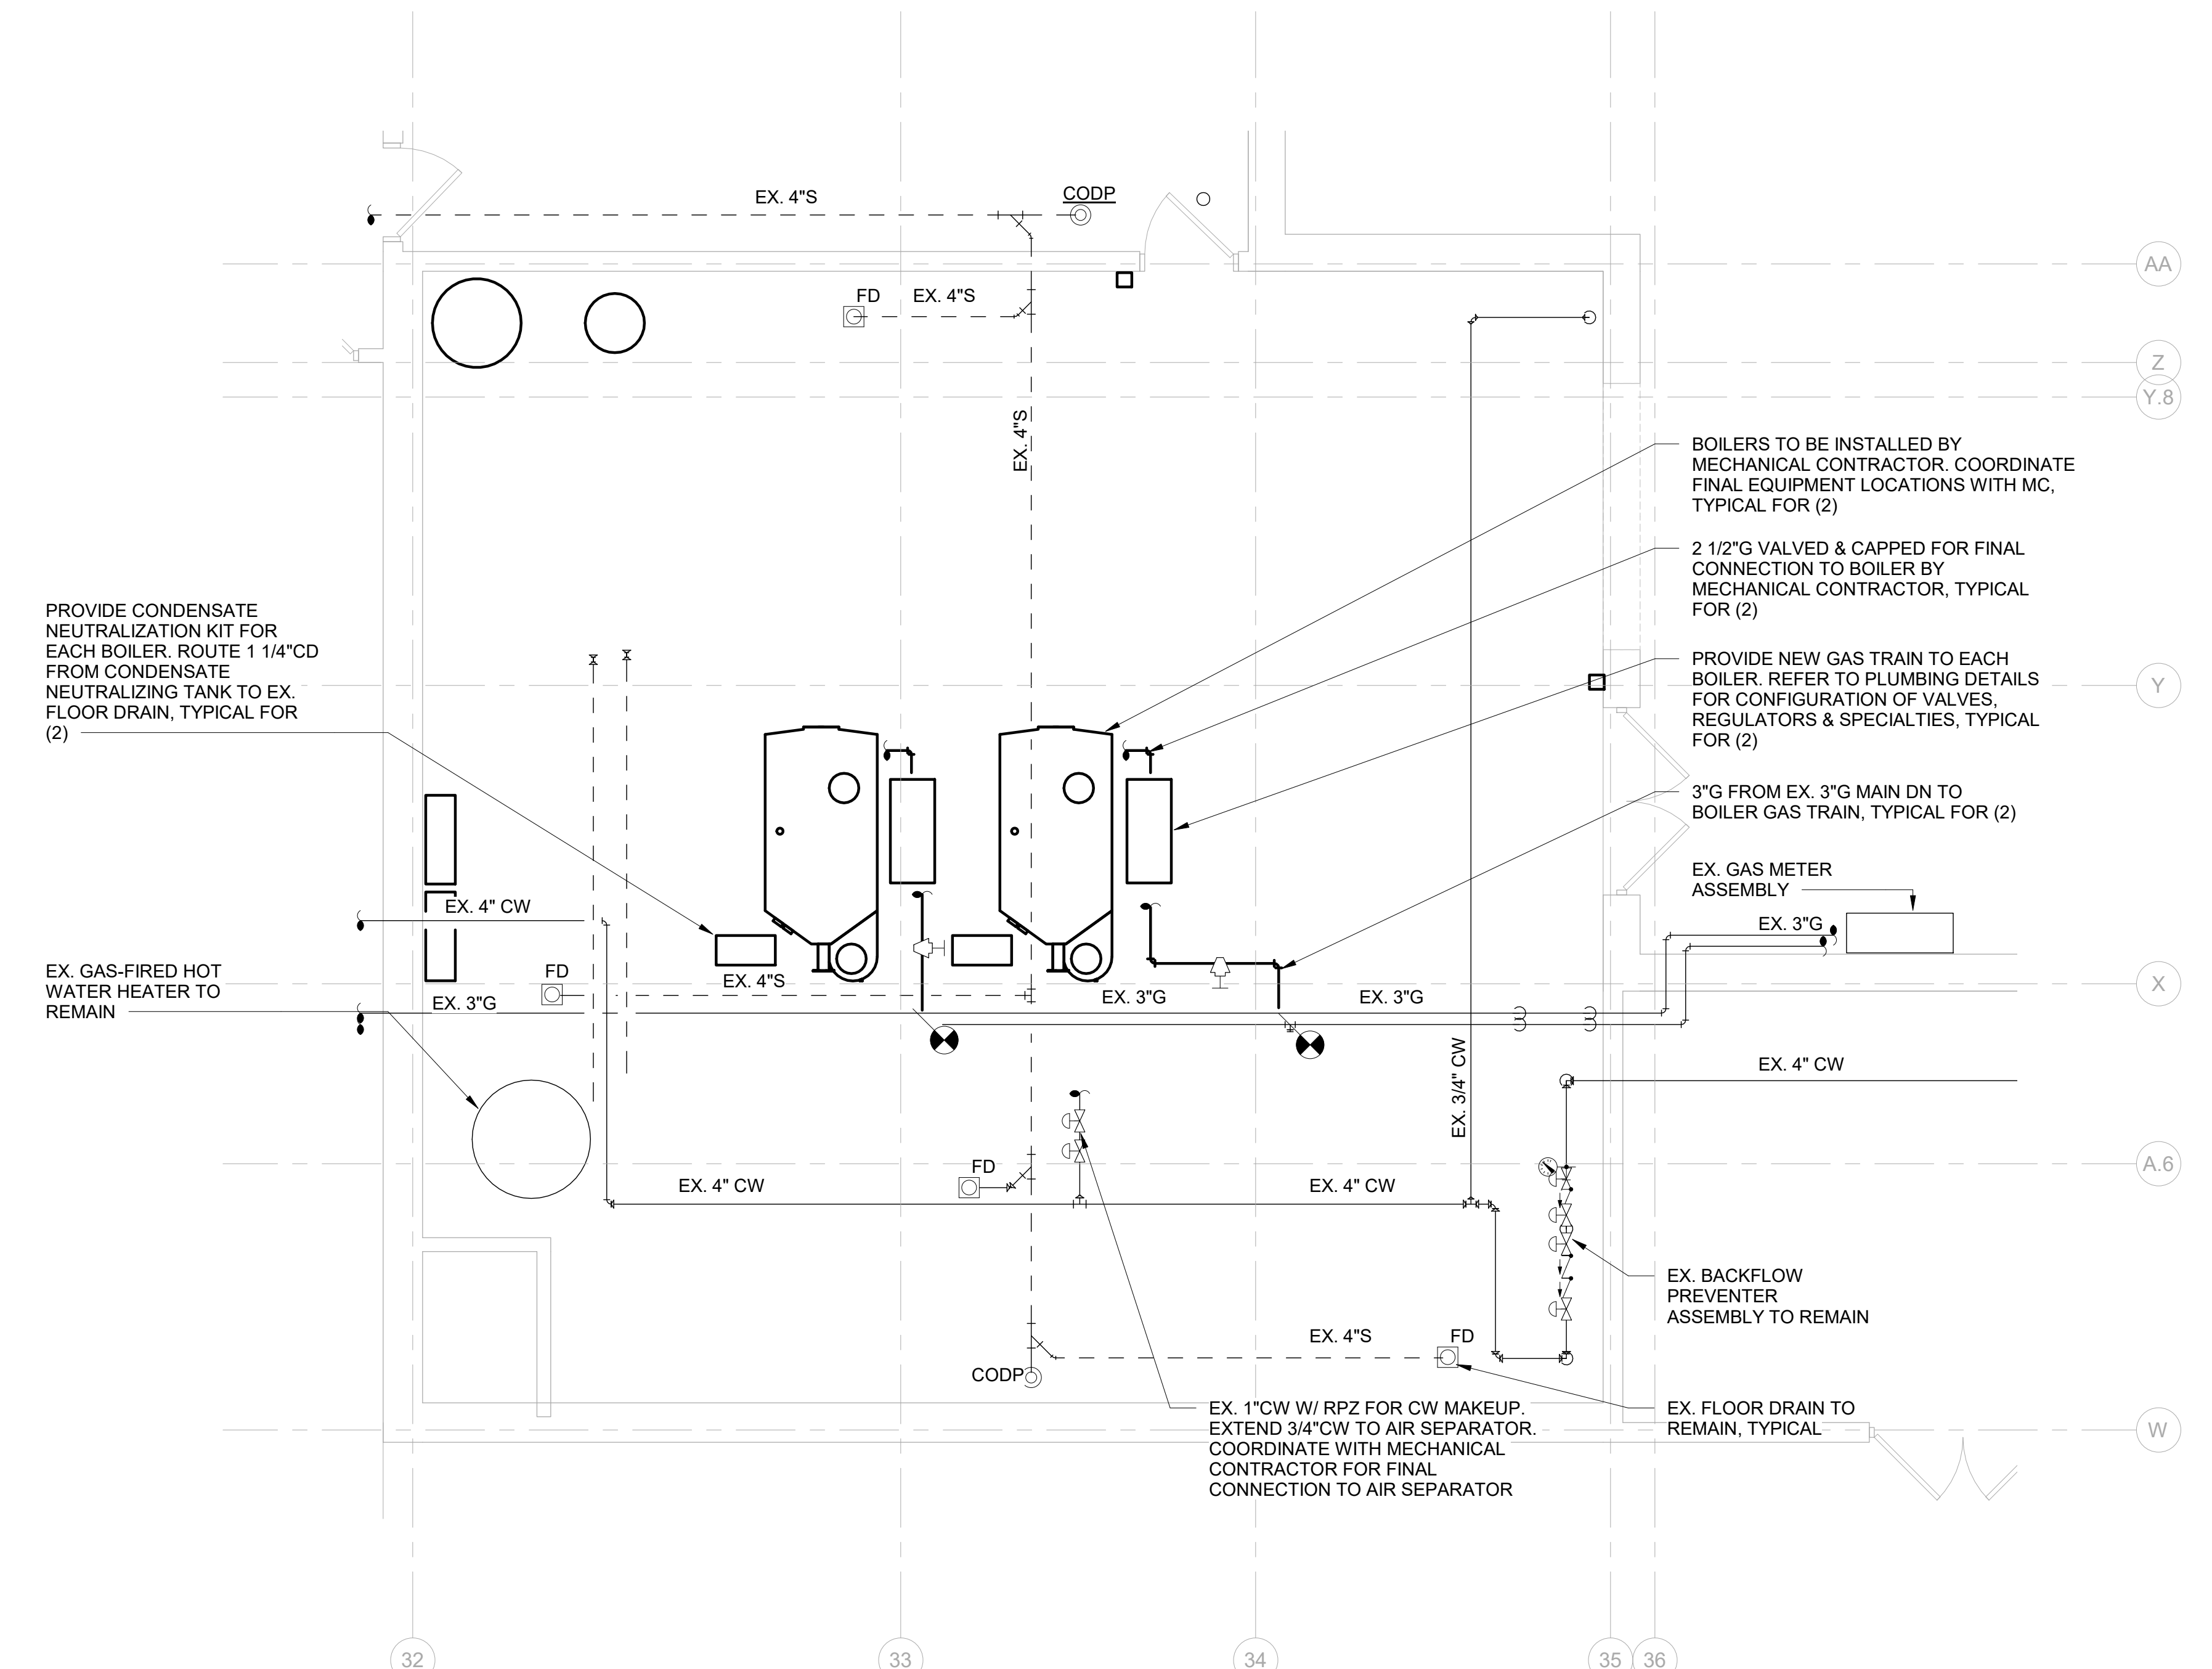 EX. 4"S
CODP
AA
FD
EX. 4"S
Z
Y.8
EX. 4"S
BOILERS TO BE INSTALLED BY
MECHANICAL CONTRACTOR. COORDINATE
FINAL EQUIPMENT LOCATIONS WITH MC,
TYPICAL FOR (2)
2 1/2"G VALVED & CAPPED FOR FINAL
CONNECTION TO BOILER BY
MECHANICAL CONTRACTOR, TYPICAL
FOR (2)
PROVIDE CONDENSATE
NEUTRALIZATION KIT FOR
EACH BOILER. ROUTE 1 1/4"CD
FROM CONDENSATE
NEUTRALIZING TANK TO EX.
FLOOR DRAIN, TYPICAL FOR
(2)
PROVIDE NEW GAS TRAIN TO EACH
BOILER. REFER TO PLUMBING DETAILS
FOR CONFIGURATION OF VALVES,
REGULATORS & SPECIALTIES, TYPICAL
FOR (2)
Y
3"G FROM EX. 3"G MAIN DN TO
BOILER GAS TRAIN, TYPICAL FOR (2)
EX. GAS METER
ASSEMBLY
EX. 4" CW
EX. 3"G
EX. GAS-FIRED HOT
WATER HEATER TO
REMAIN
FD
EX. 4"S
X
EX. 3"G
EX. 3"G
EX. 3"G
EX. 3/4" CW
EX. 4" CW
FD
A.6
EX. 4" CW
EX. 4" CW
EX. BACKFLOW
PREVENTER
ASSEMBLY TO REMAIN
EX. 4"S
FD
CODP
EX. 1"CW W/ RPZ FOR CW MAKEUP.
EXTEND 3/4"CW TO AIR SEPARATOR.
COORDINATE WITH MECHANICAL
CONTRACTOR FOR FINAL
CONNECTION TO AIR SEPARATOR
EX. FLOOR DRAIN TO
REMAIN, TYPICAL
W
32
33
34
35
36